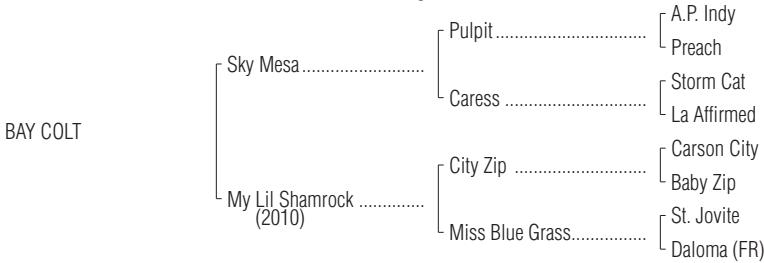 A.P. Indy
Pulpit..............................
Preach
Sky Mesa.........................
Storm Cat
Caress ............................
La Affirmed
BAY COLT
Carson City
City Zip ..........................
Baby Zip
My Lil Shamrock ..............
(2010)
St. Jovite
Miss Blue Grass................
Daloma (FR)